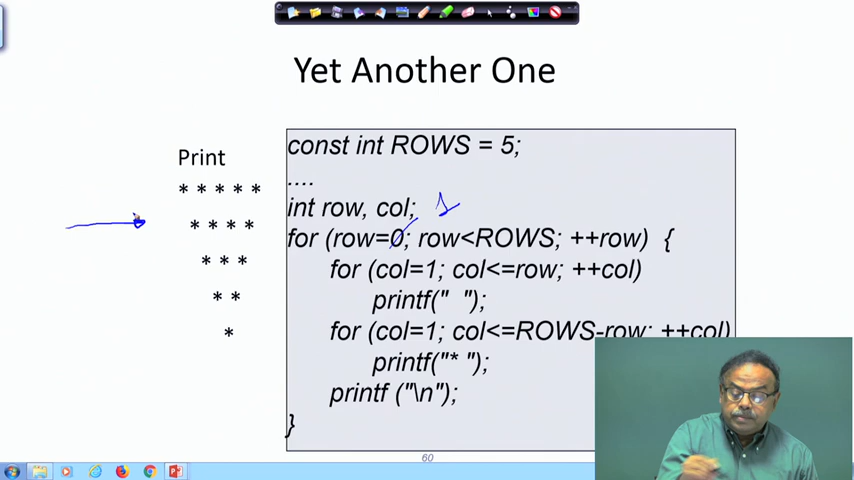 Yet Another One
Print
* * * * *
* * * *
* * *
* *
*
const int ROWS = 5;
....
int row, col;
1
for (row=0; row<ROWS; ++row) {
for (col=1; col<=row; ++col)
printf("  ");
for (col=1; col<=ROWS-row; ++col)
printf("* ");
printf ("\n");
}
60